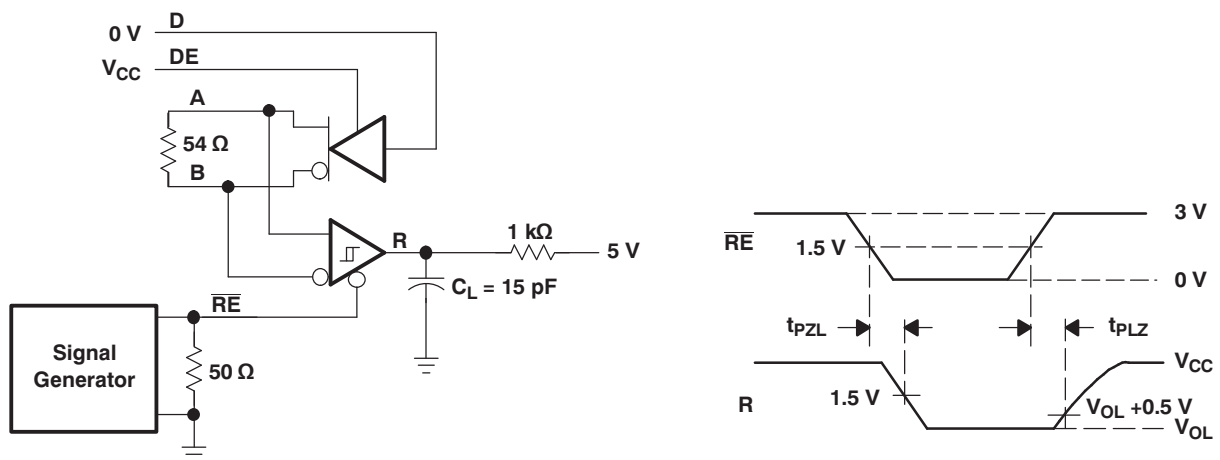 0 V D
V_CC DE
A
54 Ω
B
R
1 kΩ
5 V
C_L = 15 pF
RE
Signal
Generator
50 Ω
3 V
RE
1.5 V
0 V
t_PZL
t_PLZ
V_CC
R
1.5 V
V_OL +0.5 V
V_OL